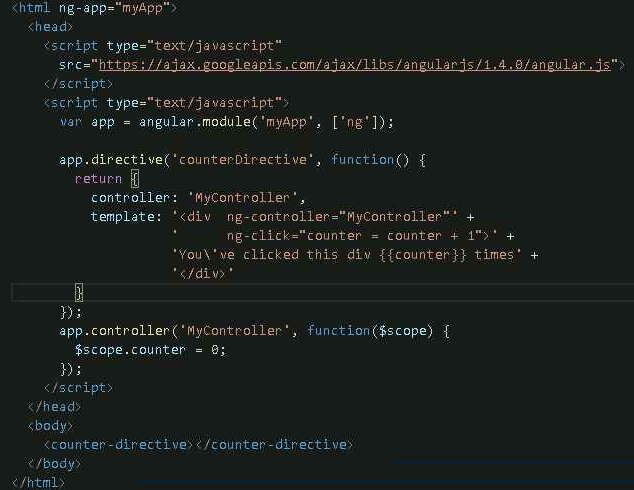 <html ng-app="myApp">
  <head>
    <script type="text/javascript"
      src="https://ajax.googleapis.com/ajax/libs/angularjs/1.4.0/angular.js">
    </script>
    <script type="text/javascript">
      var app = angular.module('myApp', ['ng']);

      app.directive('counterDirective', function() {
        return {
          controller: 'MyController',
          template: '<div  ng-controller="MyController"' +
                    '      ng-click="counter = counter + 1">' +
                    'You\'ve clicked this div {{counter}} times' +
                    '</div>'
        }
      });
      app.controller('MyController', function($scope) {
        $scope.counter = 0;
      });
    </script>
  </head>
  <body>
    <counter-directive></counter-directive>
  </body>
</html>